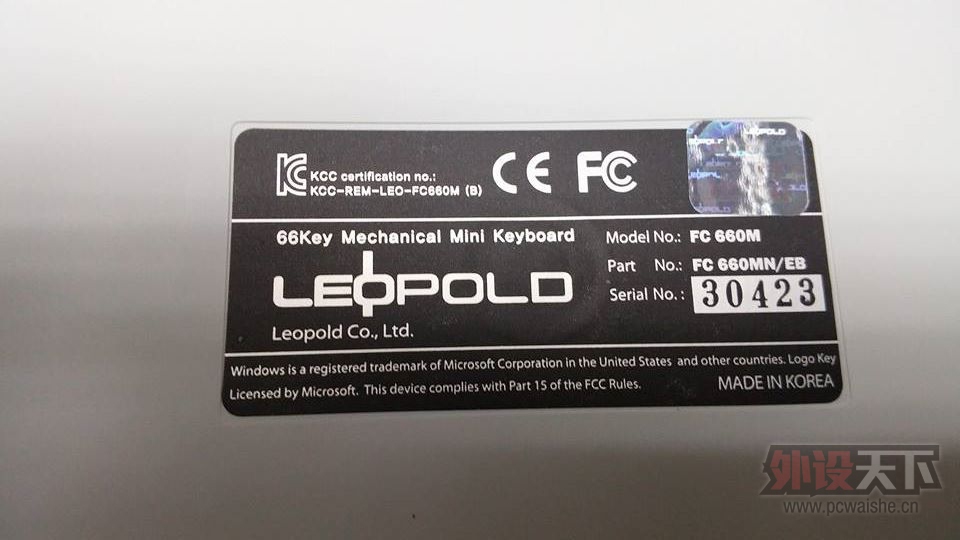 KCC certification no.:
KCC-REM-LEO-FC660M (B)
CE FC
LEOPOLD
66Key Mechanical Mini Keyboard
LEOPOLD
Leopold Co., Ltd.
Model No.: FC 660M
Part No.: FC 660MN/EB
Serial No.: 30423
Windows is a registered trademark of Microsoft Corporation in the United States and other countries. Logo Key
Licensed by Microsoft. This device complies with Part 15 of the FCC Rules.
MADE IN KOREA
外设天下
www.pcwaishe.cn